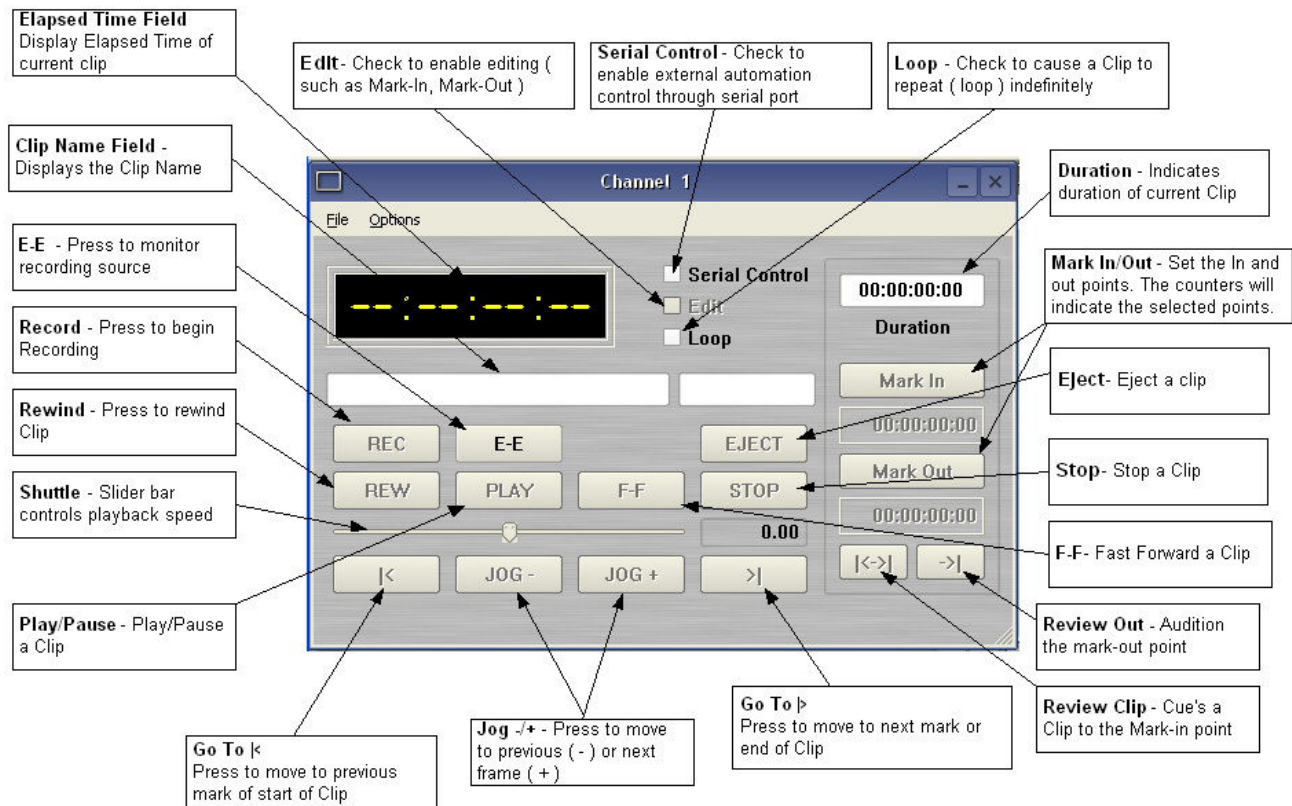 Elapsed Time Field
Display Elapsed Time of
current clip
EdIt- Check to enable editing (
such as Mark-In, Mark-Out )
Serial Control - Check to
enable external automation
control through serial port
Loop - Check to cause a Clip to
repeat ( loop ) indefinitely
Clip Name Field -
Displays the Clip Name
E-E - Press to monitor
recording source
Record - Press to begin
Recording
Rewind - Press to rewind
Clip
Shuttle - Slider bar
controls playback speed
Play/Pause - Play/Pause
a Clip
Channel 1
File Options
--:--:--:--
Serial Control
Edit
Loop
00:00:00:00
Duration
Mark In
00:00:00:00
Mark Out
00:00:00:00
|<->| ->|
REC E-E EJECT
REW PLAY F-F STOP
0.00
|< JOG - JOG + >|
Duration - Indicates
duration of current Clip
Mark In/Out - Set the In and
out points. The counters will
indicate the selected points.
Eject- Eject a clip
Stop- Stop a Clip
F-F- Fast Forward a Clip
Review Out - Audition
the mark-out point
Review Clip - Cue's a
a Clip to the Mark-in point
Go To |<
Press to move to previous
mark of start of Clip
Jog -/+ - Press to move
to previous ( - ) or next
frame ( + )
Go To |>
Press to move to next mark or
end of Clip